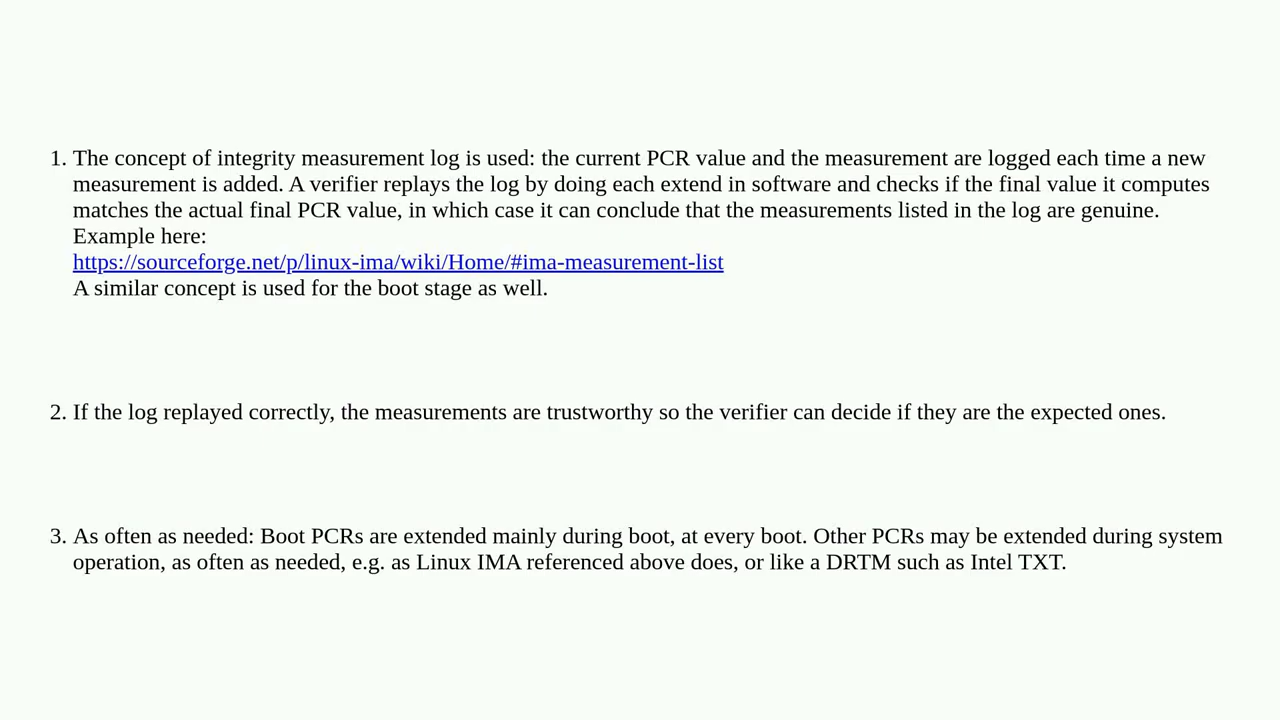 1. The concept of integrity measurement log is used: the current PCR value and the measurement are logged each time a new
measurement is added. A verifier replays the log by doing each extend in software and checks if the final value it computes
matches the actual final PCR value, in which case it can conclude that the measurements listed in the log are genuine.
Example here:
https://sourceforge.net/p/linux-ima/wiki/Home/#ima-measurement-list
A similar concept is used for the boot stage as well.
2. If the log replayed correctly, the measurements are trustworthy so the verifier can decide if they are the expected ones.
3. As often as needed: Boot PCRs are extended mainly during boot, at every boot. Other PCRs may be extended during system
operation, as often as needed, e.g. as Linux IMA referenced above does, or like a DRTM such as Intel TXT.